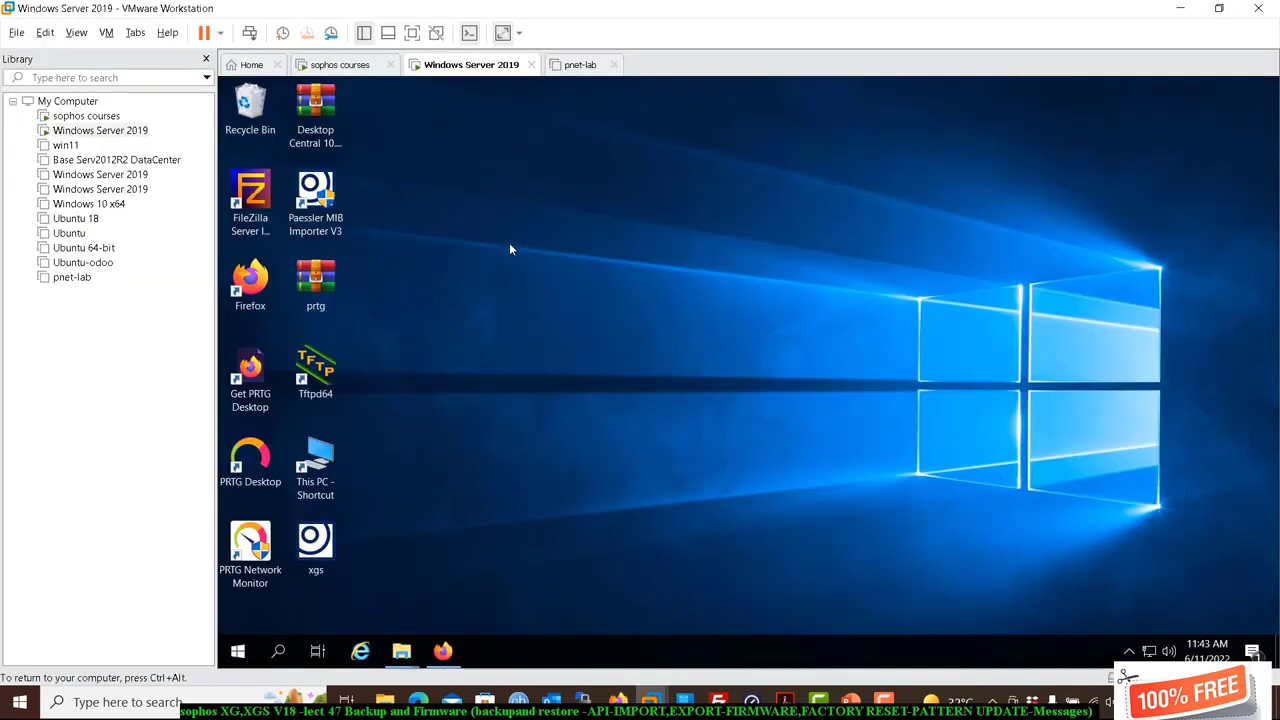 Windows Server 2019 - VMware Workstation
File Edit View VM Tabs Help
Library
Type here to search
Home
sophos courses
Windows Server 2019
pnet-lab
My Computer
sophos courses
Windows Server 2019
win11
Base Serv2012R2 DataCenter
Windows Server 2019
Windows Server 2019
Windows 10 x64
Ubuntu 18
Ubuntu
Ubuntu 64-bit
Ubuntu-odoo
pnet-lab
Recycle Bin
Desktop
Central 10....
FileZilla
Server I...
Paessler MIB
Importer V3
Firefox
prtg
Get PRTG
Desktop
TFTP
Tftpd64
PRTG Desktop
This PC -
Shortcut
PRTG Network
Monitor
xgs
11:43 AM
6/11/2022
To return to your computer, press Ctrl+Alt.
Type here to search
100% FREE
sophos XG,XGS V18 -lect 47 Backup and Firmware (backupand restore -API-IMPORT,EXPORT-FIRMWARE,FACTORY RESET-PATTERN UPDATE-Messages)